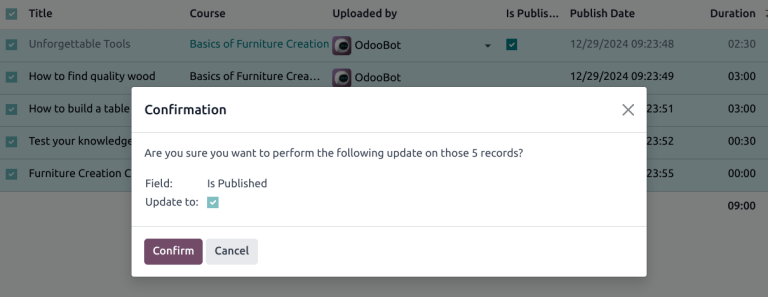 Title Course Uploaded by Is Publis... Publish Date Duration
Unforgettable Tools Basics of Furniture Creation OdooBot 12/29/2024 09:23:48 02:30
How to find quality wood Basics of Furniture Crea... OdooBot 12/29/2024 09:23:49 03:00
How to build a table 23:51 03:00
Test your knowledge 23:52 00:30
Furniture Creation C 23:55 00:00
09:00
Confirmation
Are you sure you want to perform the following update on those 5 records?
Field: Is Published
Update to:
Confirm Cancel